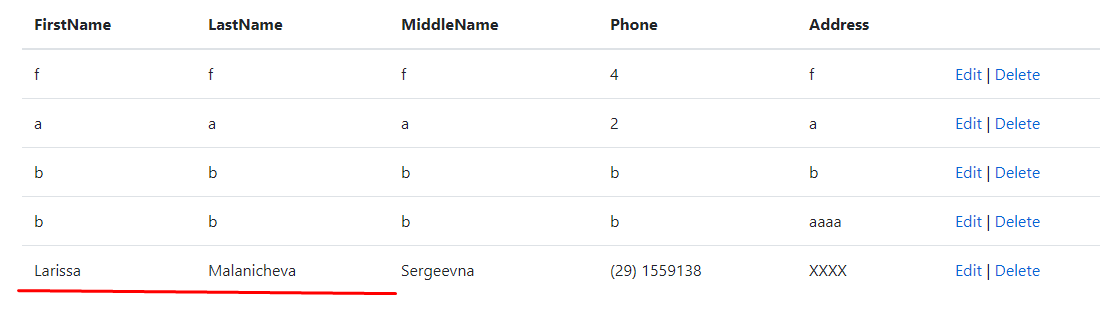 FirstName LastName MiddleName Phone Address
f f f 4 f Edit | Delete
a a a 2 a Edit | Delete
b b b b b Edit | Delete
b b b b aaaa Edit | Delete
Larissa Malanicheva Sergeevna (29) 1559138 XXXX Edit | Delete